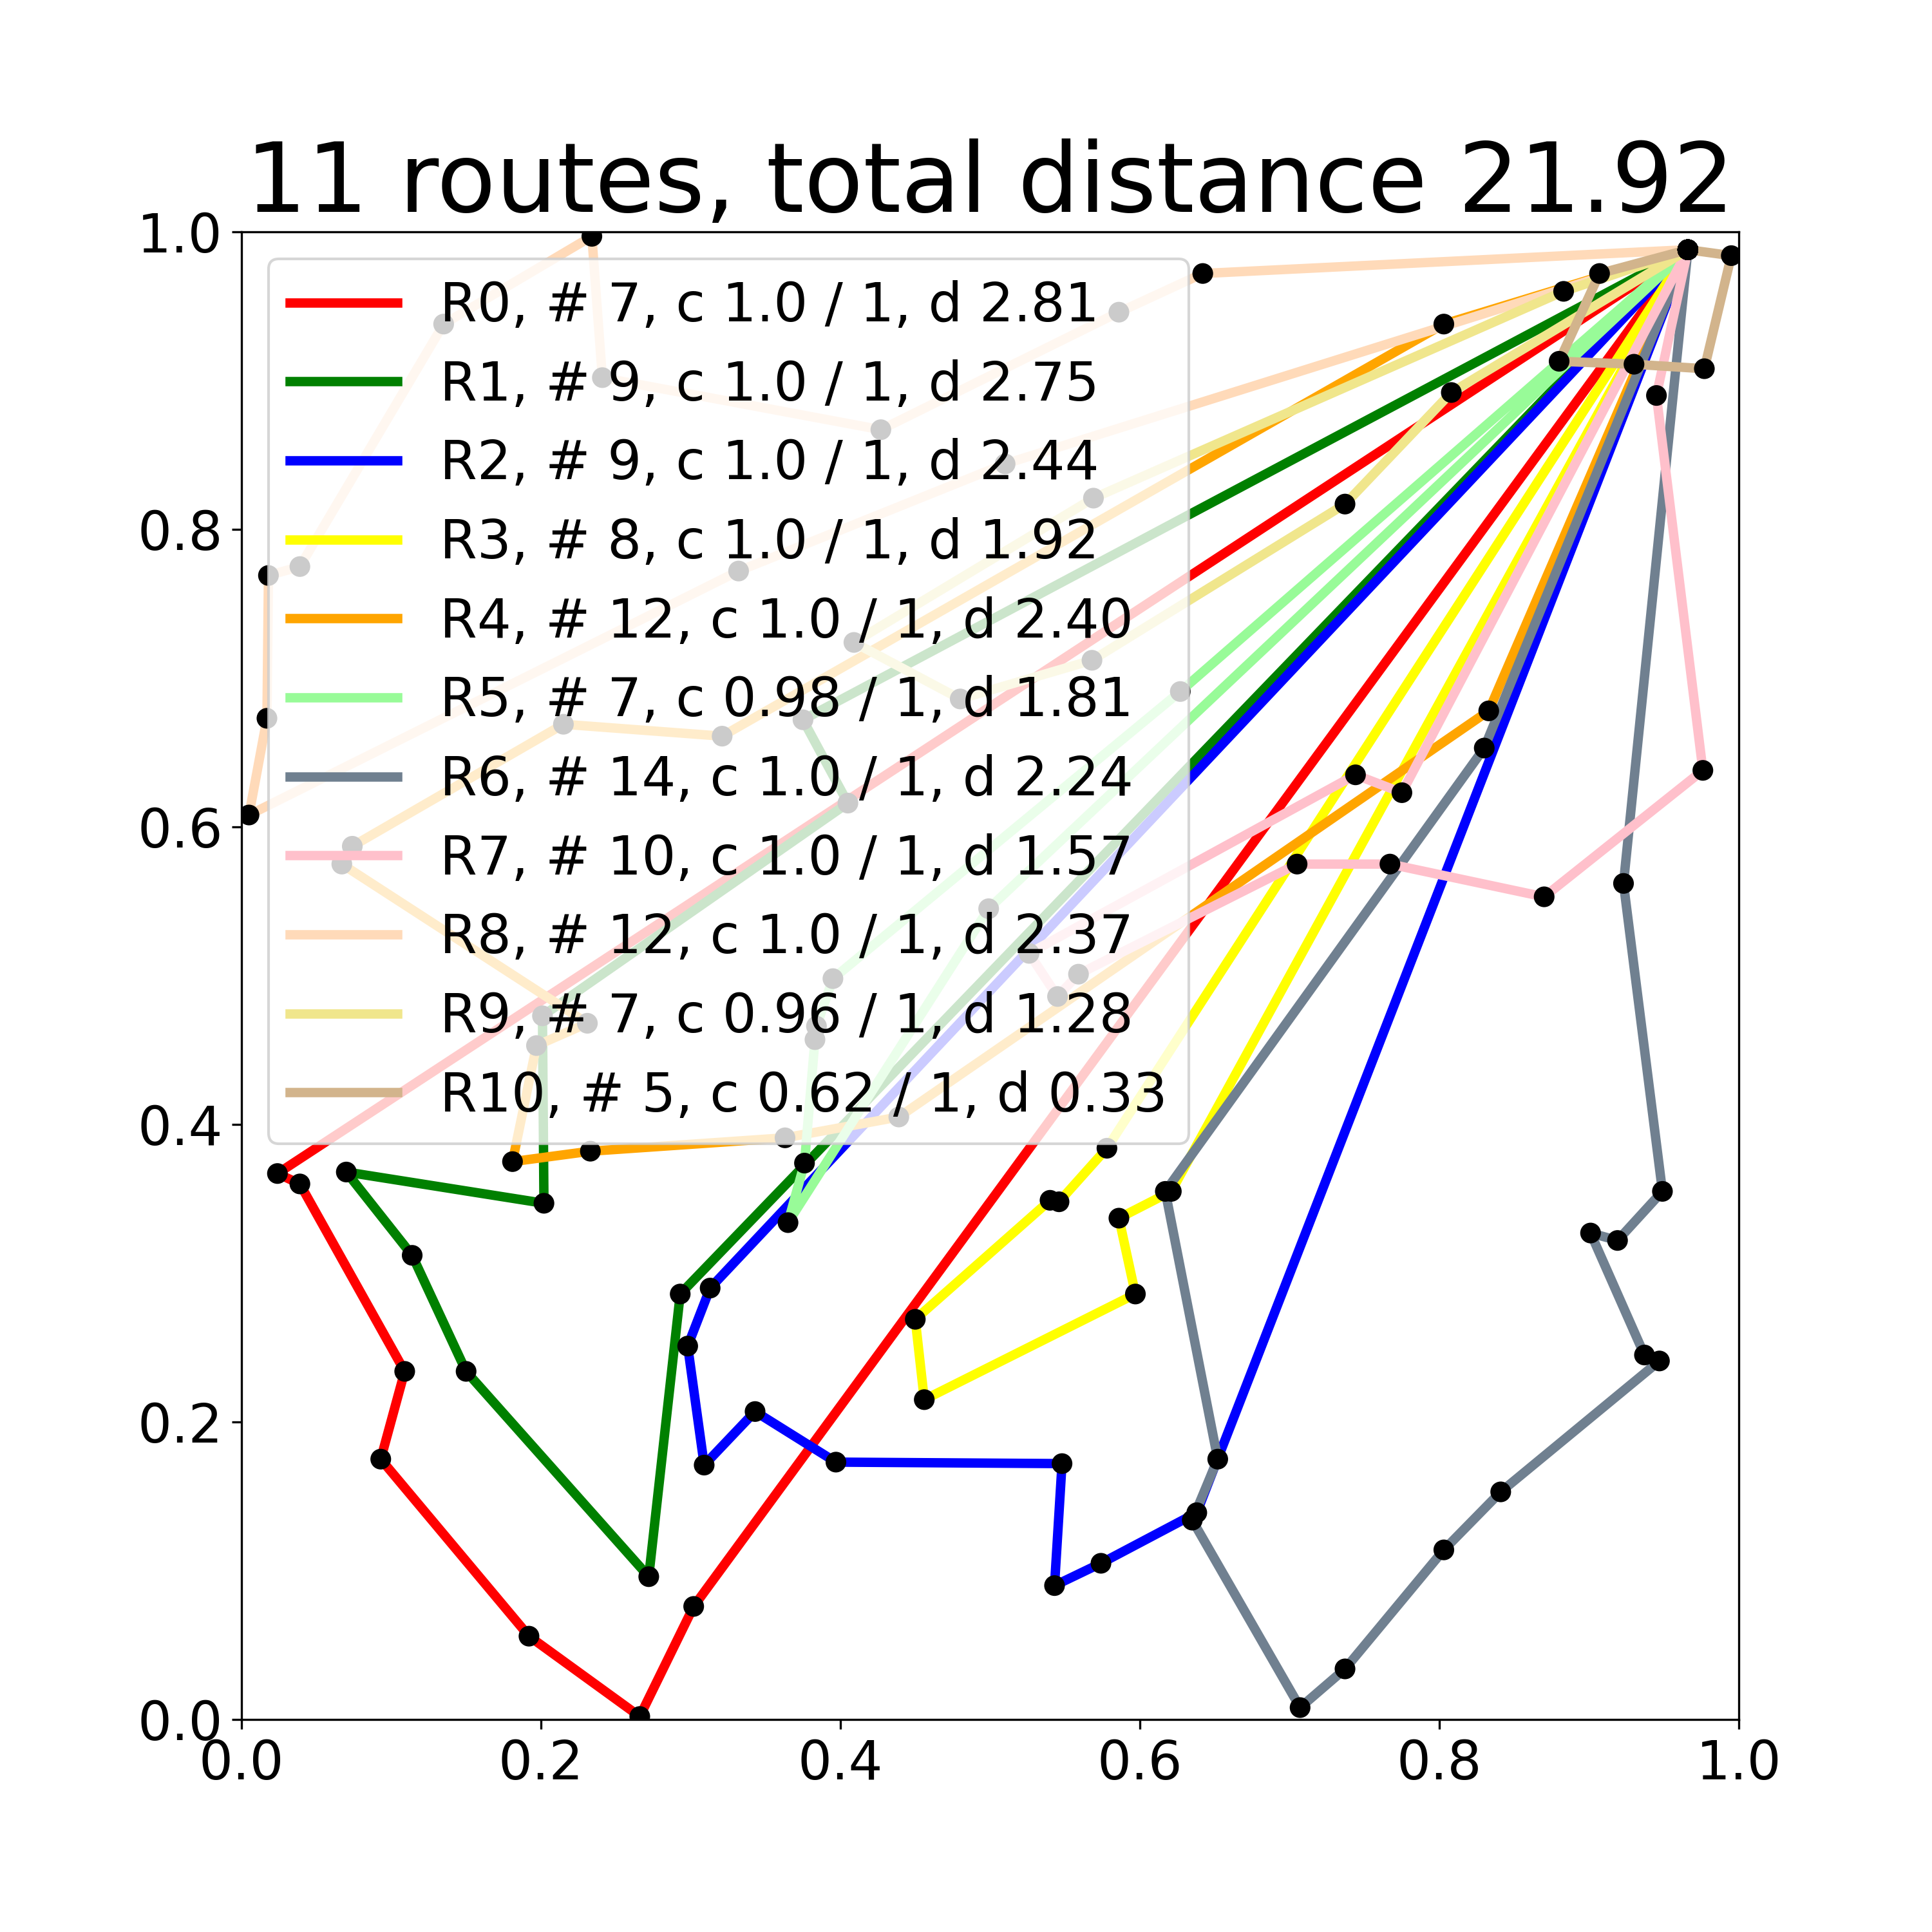 11 routes, total distance 21.92
1.0
0.8
0.6
0.4
0.2
0.0
R0, # 7, c 1.0 / 1, d 2.81
R1, # 9, c 1.0 / 1, d 2.75
R2, # 9, c 1.0 / 1, d 2.44
R3, # 8, c 1.0 / 1, d 1.92
R4, # 12, c 1.0 / 1, d 2.40
R5, # 7, c 0.98 / 1, d 1.81
R6, # 14, c 1.0 / 1, d 2.24
R7, # 10, c 1.0 / 1, d 1.57
R8, # 12, c 1.0 / 1, d 2.37
R9, # 7, c 0.96 / 1, d 1.28
R10, # 5, c 0.62 / 1, d 0.33
0.0 0.2 0.4 0.6 0.8 1.0